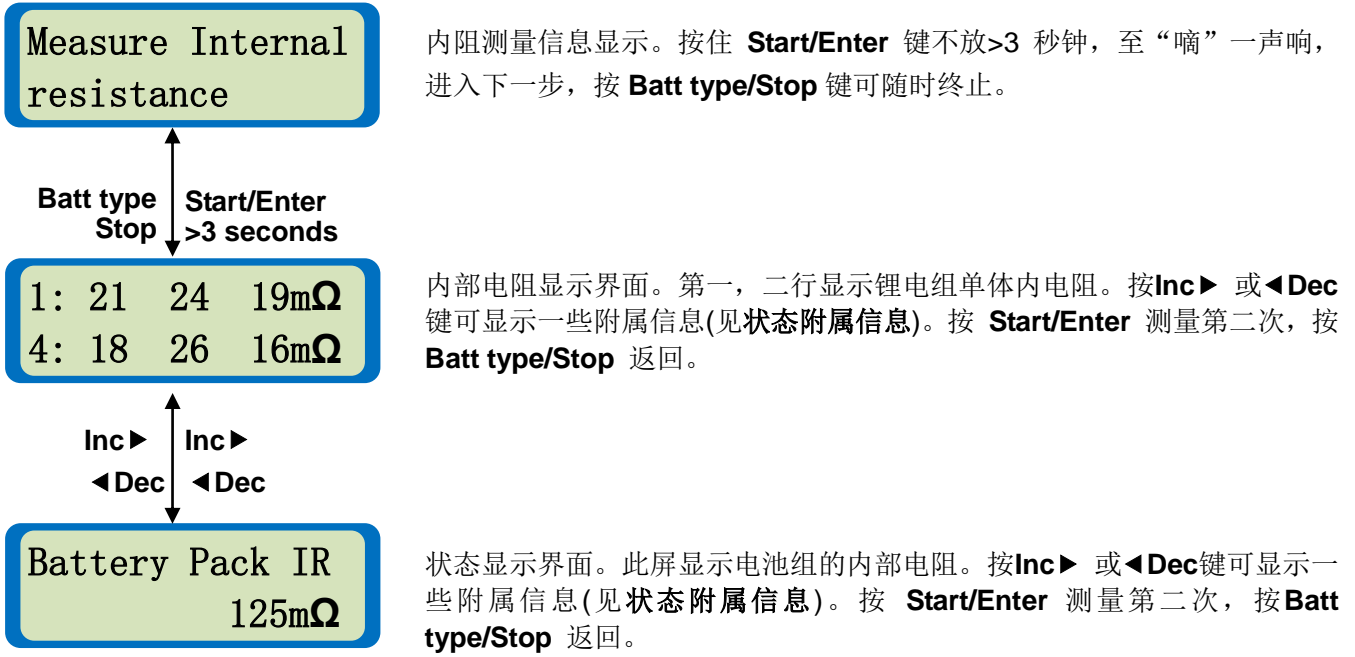 Measure Internal
resistance
内阻测量信息显示。按住 Start/Enter 键不放>3 秒钟，至“嘀”一声响，
进入下一步，按 Batt type/Stop 键可随时终止。
Batt type
Stop
Start/Enter
>3 seconds
1: 21 24 19mΩ
4: 18 26 16mΩ
内部电阻显示界面。第一，二行显示锂电组单体内电阻。按Inc▶ 或◀Dec
键可显示一些附属信息(见状态附属信息)。按 Start/Enter 测量第二次，按
Batt type/Stop 返回。
Inc▶ Inc▶
◀Dec ◀Dec
Battery Pack IR
125mΩ
状态显示界面。此屏显示电池组的内部电阻。按Inc▶ 或◀Dec键可显示一
些附属信息(见状态附属信息)。按 Start/Enter 测量第二次，按Batt
type/Stop 返回。